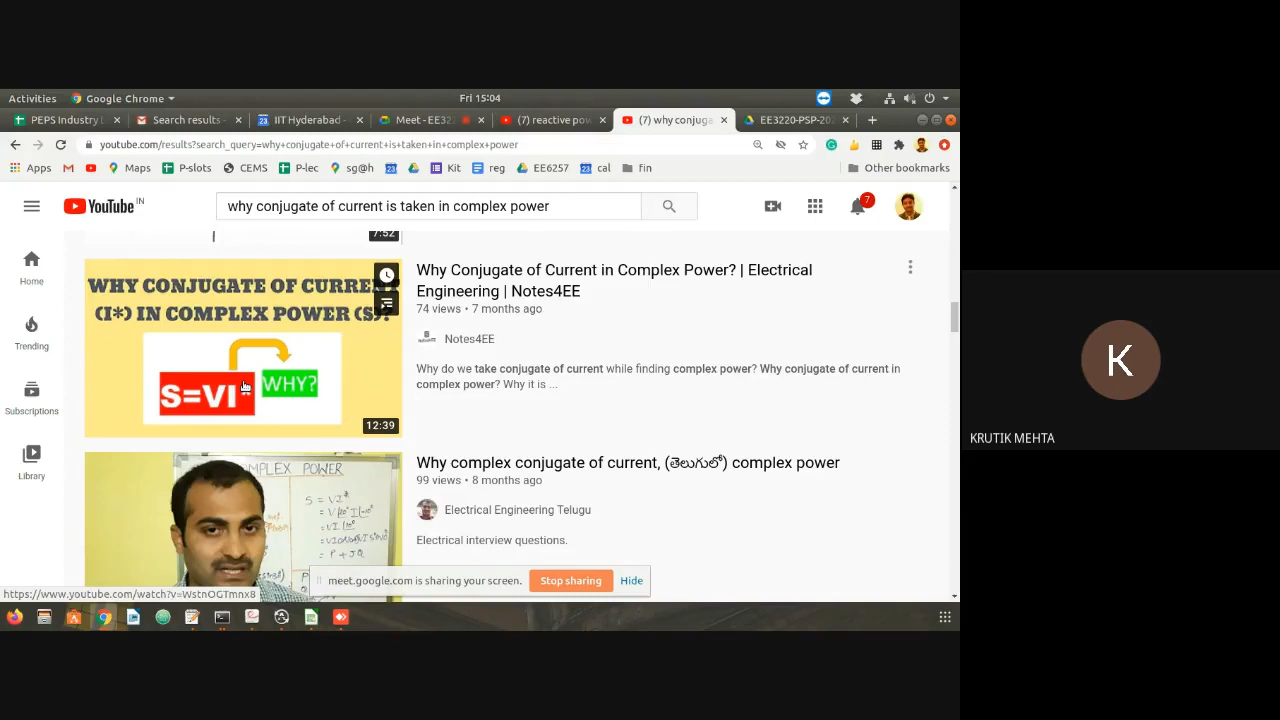 Activities Google Chrome Fri 15:04
PEPS Industry Search results - IIT Hyderabad - Meet - EE32 (7) reactive pow (7) why conjuga EE3220-PSP-202
youtube.com/results?search_query=why+conjugate+of+current+is+taken+in+complex+power
Apps Maps P-slots CEMS P-lec sg@h Kit reg EE6257 cal fin Other bookmarks
YouTube IN
why conjugate of current is taken in complex power
7
Home
Trending
Subscriptions
Library
7:52
WHY CONJUGATE OF CURRENT
(I*) IN COMPLEX POWER (S)?
S=VI*
WHY?
12:39
Why Conjugate of Current in Complex Power? | Electrical
Engineering | Notes4EE
74 views • 7 months ago
Notes4EE
Why do we take conjugate of current while finding complex power? Why conjugate of current in
complex power? Why it is ...
COMPLEX POWER
S = VI*
= P + JQ
Why complex conjugate of current, (తెలుగులో) complex power
99 views • 8 months ago
Electrical Engineering Telugu
Electrical interview questions.
meet.google.com is sharing your screen. Stop sharing Hide
https://www.youtube.com/watch?v=WstnOGTmnx8
K
KRUTIK MEHTA